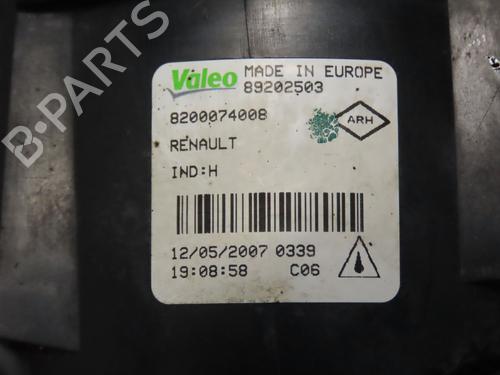 Valeo MADE IN EUROPE
89202503
8200074008
ARH
RENAULT
IND:H
12/05/2007 0339
19:08:58 C06
B-PARTS